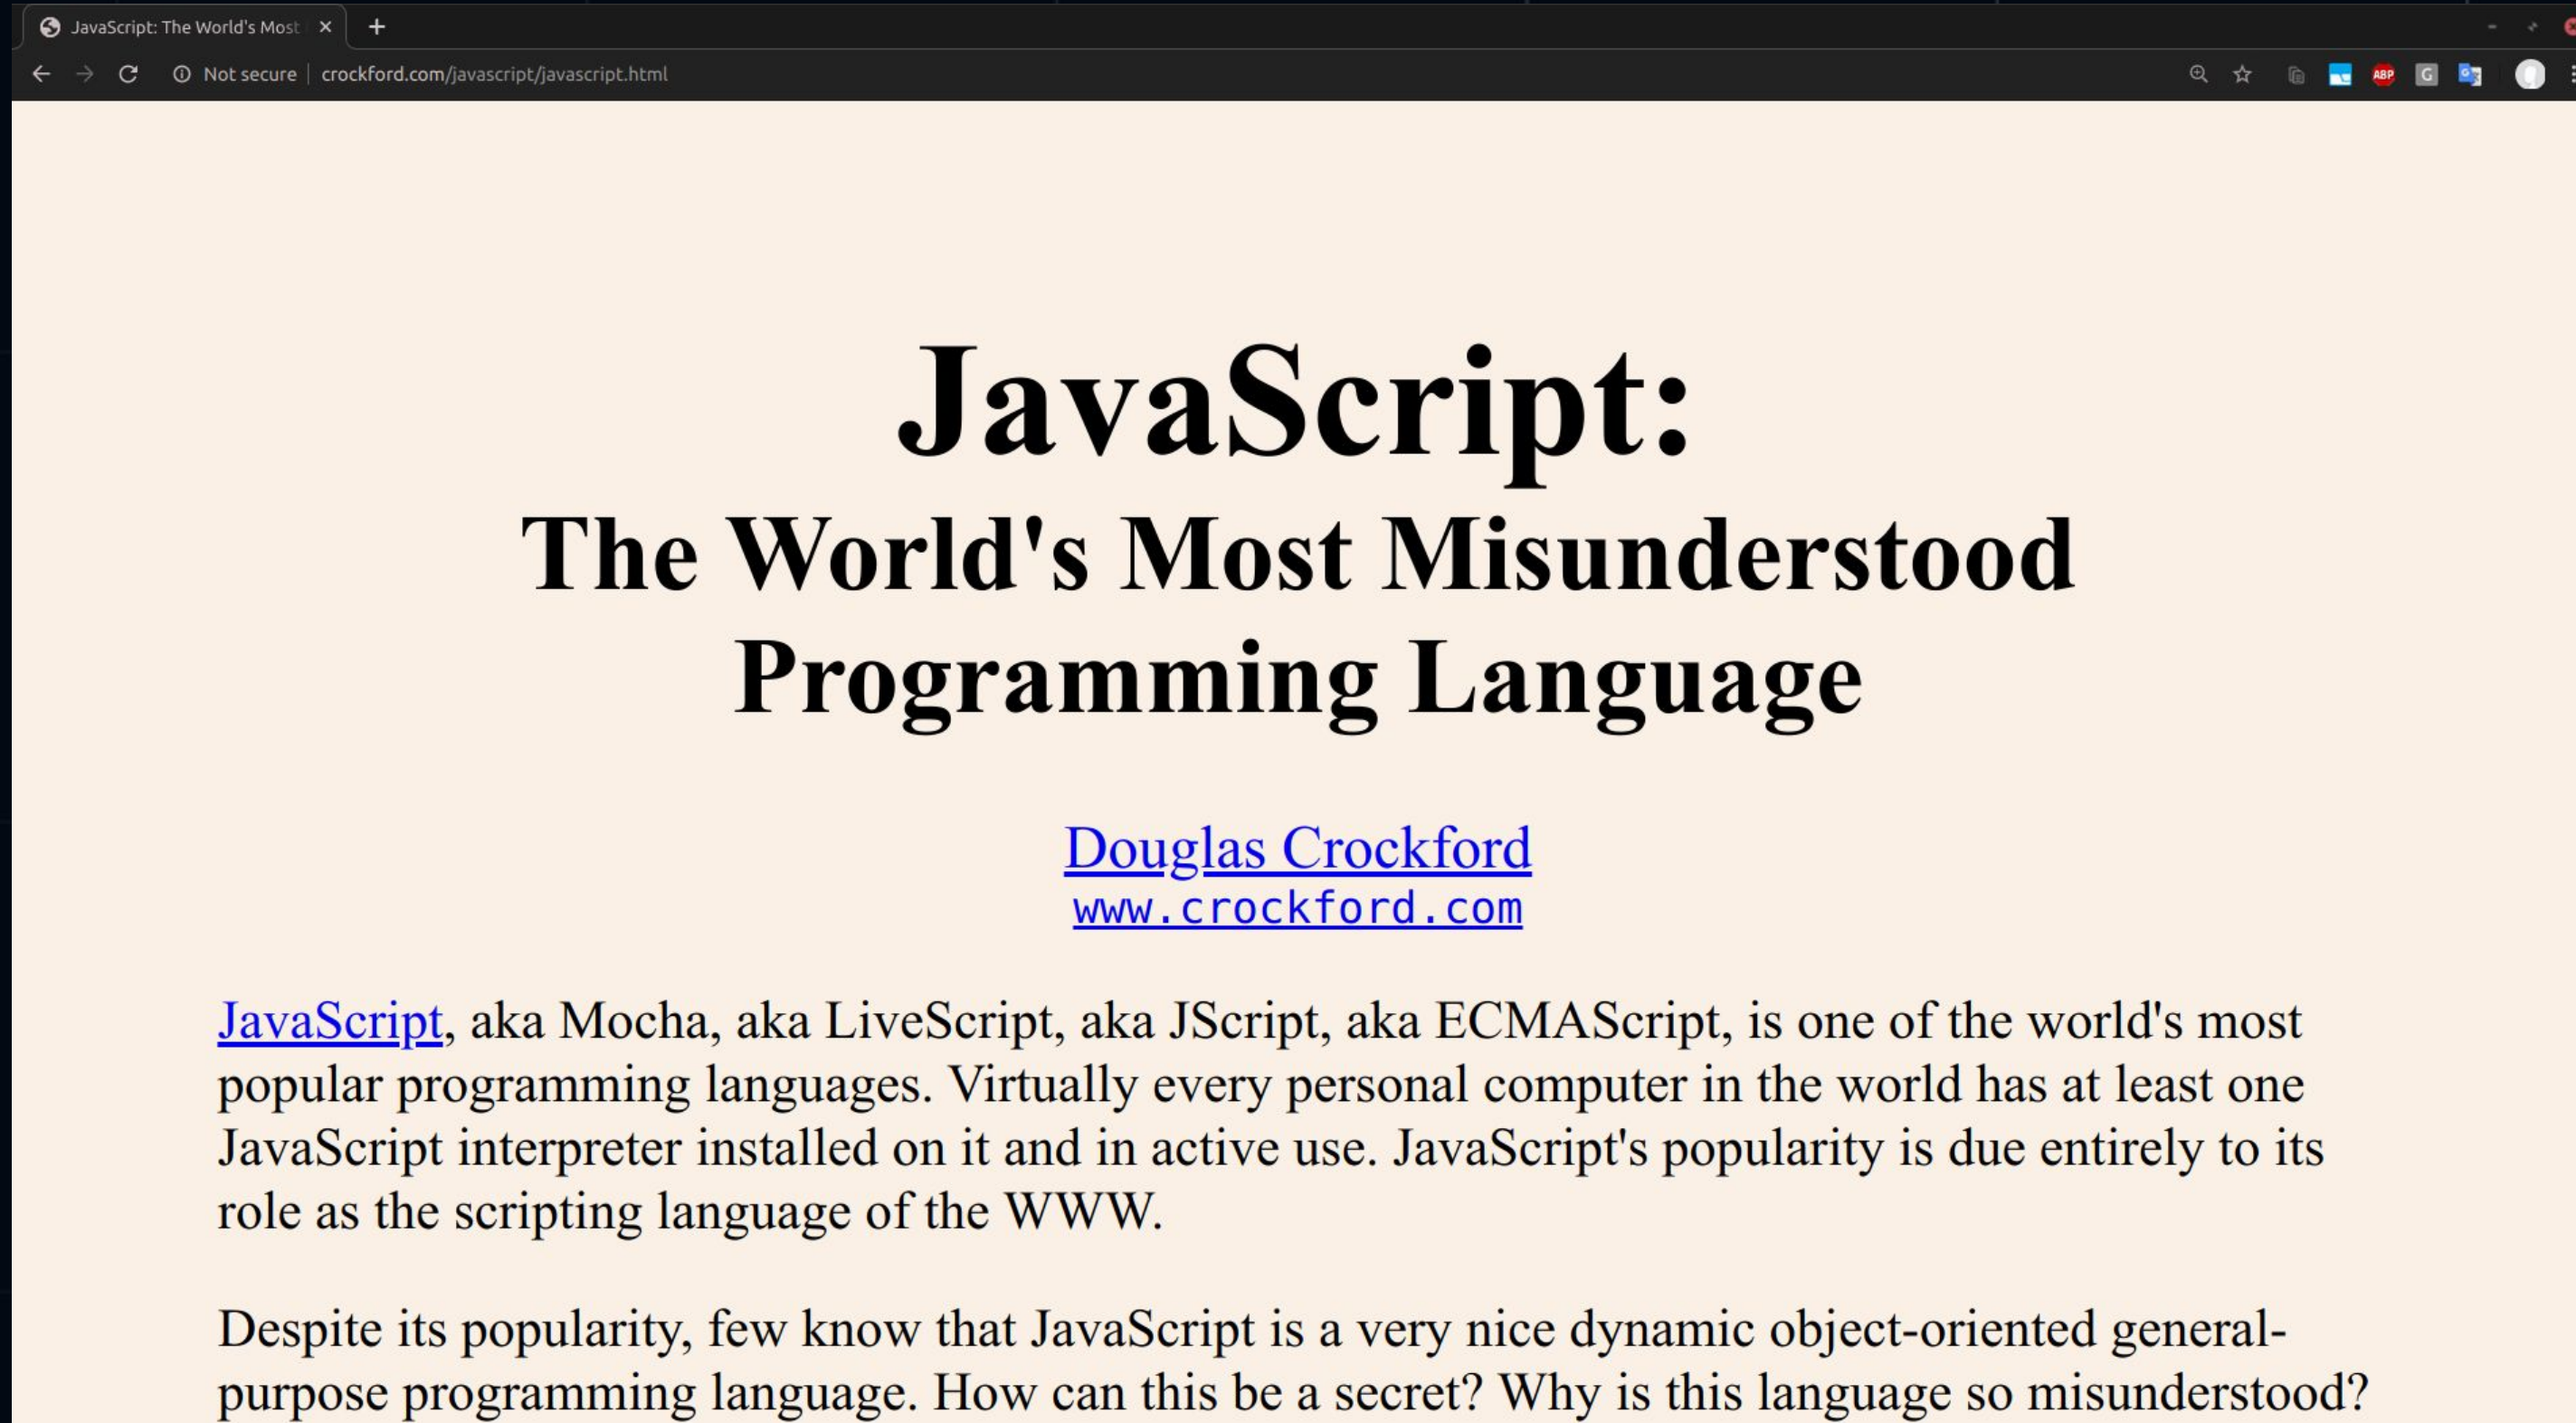 JavaScript: The World's Most
Not secure | crockford.com/javascript/javascript.html
ABP
G
JavaScript:
The World's Most Misunderstood
Programming Language
Douglas Crockford
www.crockford.com
JavaScript, aka Mocha, aka LiveScript, aka JScript, aka ECMAScript, is one of the world's most
popular programming languages. Virtually every personal computer in the world has at least one
JavaScript interpreter installed on it and in active use. JavaScript's popularity is due entirely to its
role as the scripting language of the WWW.
Despite its popularity, few know that JavaScript is a very nice dynamic object-oriented general-
purpose programming language. How can this be a secret? Why is this language so misunderstood?